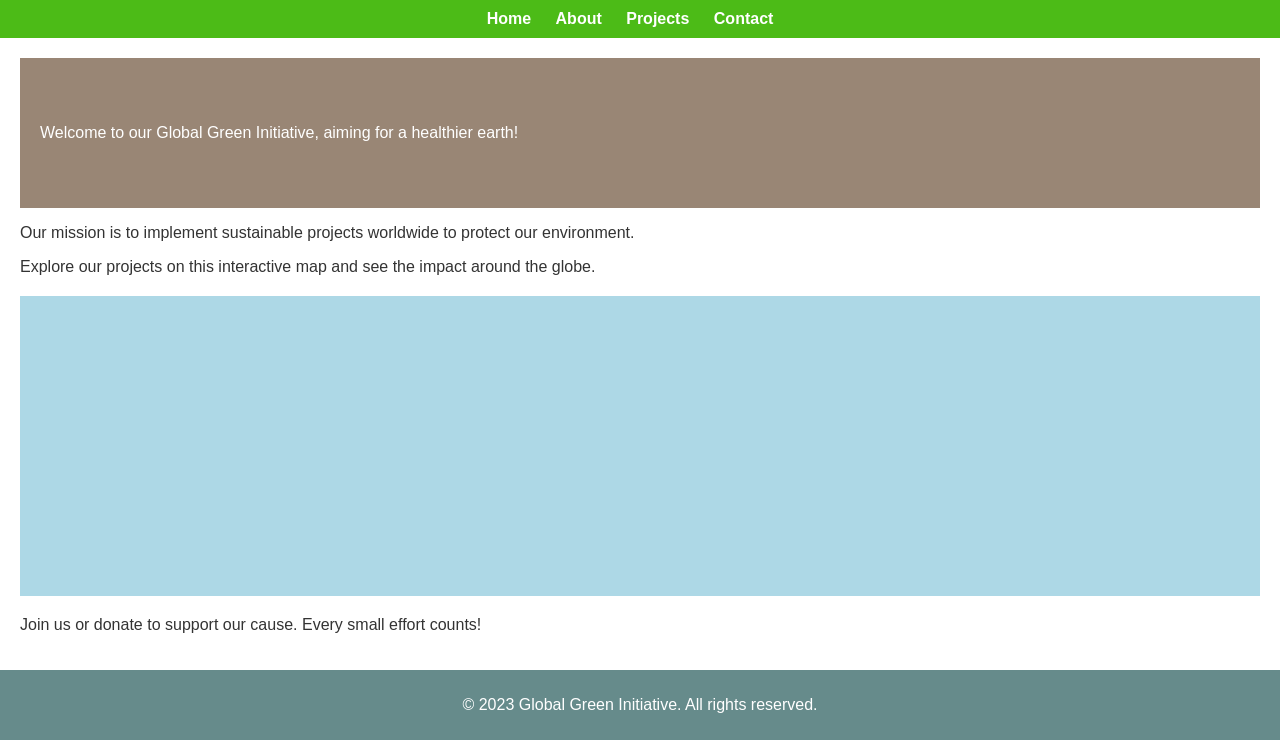 Home About Projects Contact
Welcome to our Global Green Initiative, aiming for a healthier earth!
Our mission is to implement sustainable projects worldwide to protect our environment.
Explore our projects on this interactive map and see the impact around the globe.
Join us or donate to support our cause. Every small effort counts!
© 2023 Global Green Initiative. All rights reserved.